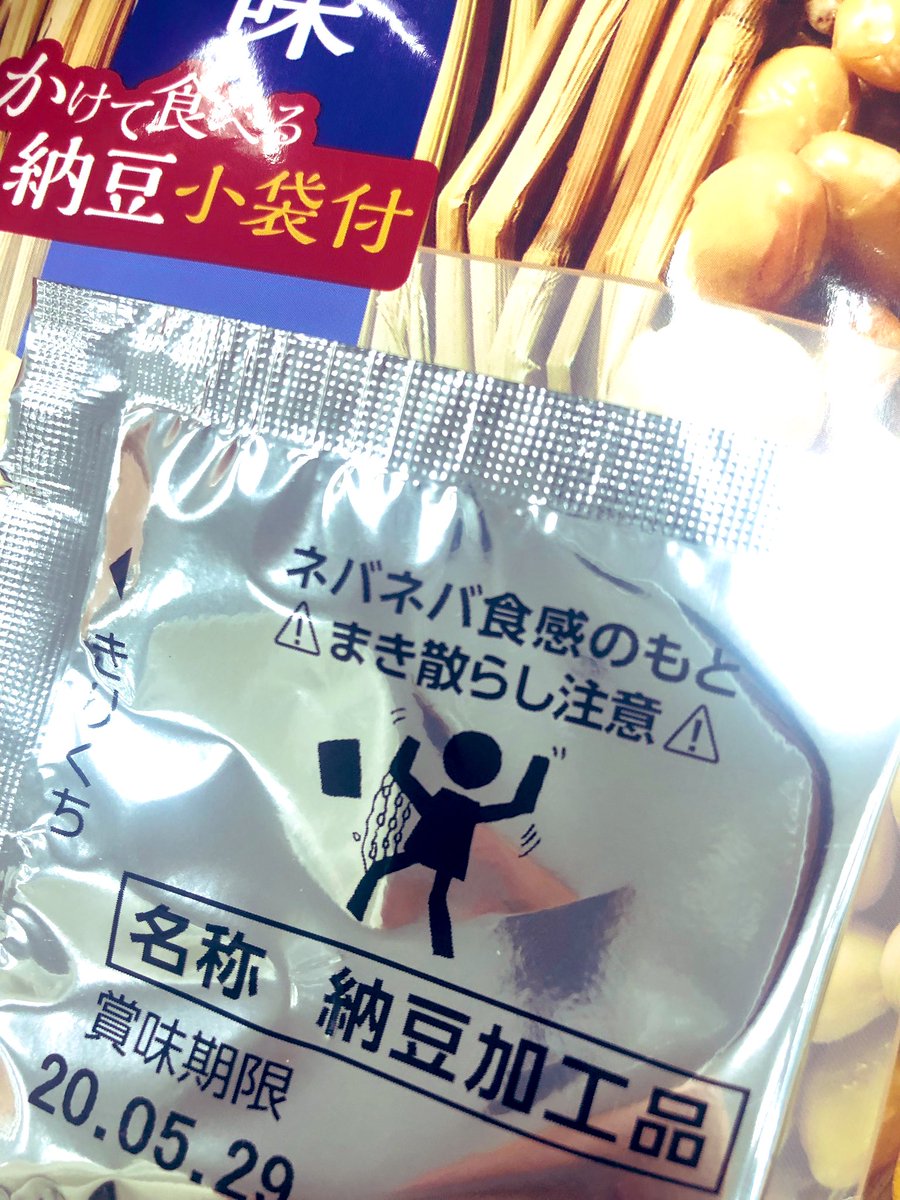 味
かけて食べる
納豆小袋付
ネバネバ食感のもと
⚠まき散らし注意⚠
きりくち
名称 納豆加工品
賞味期限
20.05.29